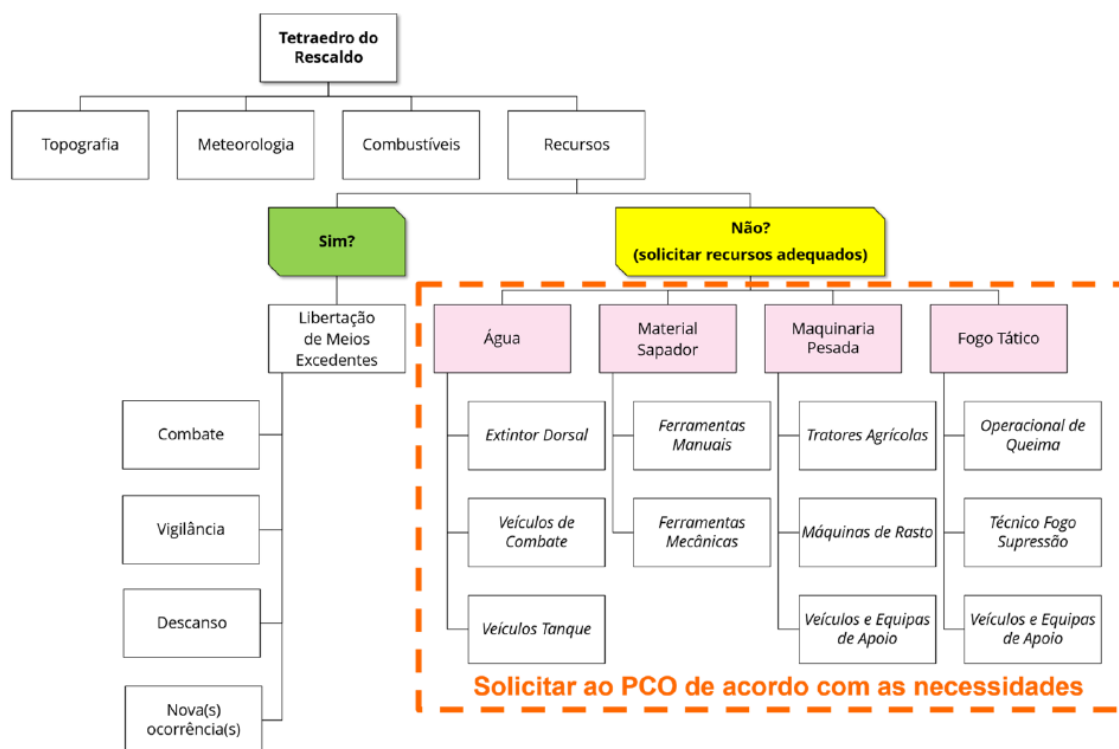 Tetraedro do
Rescaldo
Topografia
Meteorologia
Combustíveis
Recursos
Sim?
Não?
(solicitar recursos adequados)
Libertação
de Meios
Excedentes
Água
Material
Sapador
Maquinaria
Pesada
Fogo Tático
Combate
Extintor Dorsal
Ferramentas
Manuais
Tratores Agrícolas
Operacional de
Queima
Vigilância
Veículos de
Combate
Ferramentas
Mecânicas
Máquinas de Rasto
Técnico Fogo
Supressão
Descanso
Veículos Tanque
Veículos e Equipas
de Apoio
Veículos e Equipas
de Apoio
Nova(s)
ocorrência(s)
Solicitar ao PCO de acordo com as necessidades